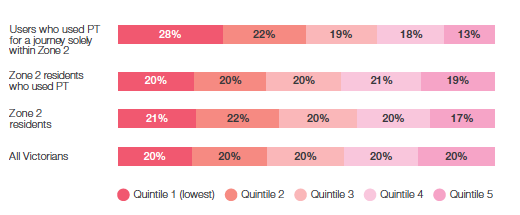 Users who used PT
for a journey solely
within Zone 2
28% 22% 19% 18% 13%
Zone 2 residents
who used PT
20% 20% 20% 21% 19%
Zone 2
residents
21% 22% 20% 20% 17%
All Victorians
20% 20% 20% 20% 20%
Quintile 1 (lowest) Quintile 2 Quintile 3 Quintile 4 Quintile 5